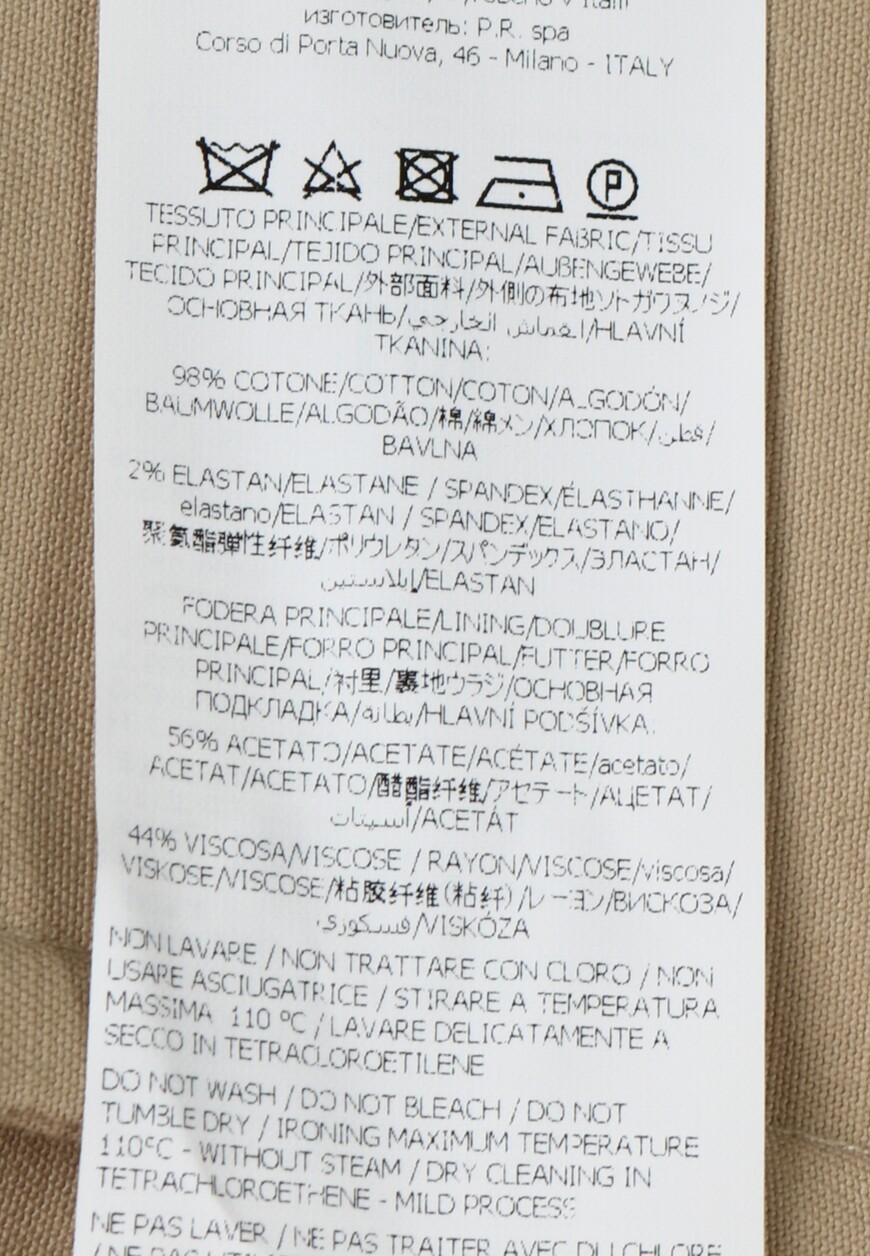 изготовитель: P.R. spa
Corso di Porta Nuova, 46 - Milano - ITALY
P
TESSUTO PRINCIPALE/EXTERNAL FABRIC/TISSU
PRINCIPAL/TEJIDO PRINCIPAL/AUßENGEWEBE/
TECIDO PRINCIPAL/外部面料/外側の布地ソトガワヌノジ/
ОСНОВНАЯ ТКАНЬ/القماش الخارجي/HLAVNÍ
TKANINA:
98% COTONE/COTTON/COTON/ALGODÓN/
BAUMWOLLE/ALGODÃO/棉/綿メン/ХЛОПОК/قطن/
BAVLNA
2% ELASTAN/ELASTANE / SPANDEX/ÉLASTHANNE/
elastano/ELASTAN / SPANDEX/ELASTANO/
聚氨酯弹性纤维/ポリウレタン/スパンデックス/ЭЛАСТАН/
إيلاستين/ELASTAN
FODERA PRINCIPALE/LINING/DOUBLURE
PRINCIPALE/FORRO PRINCIPAL/FUTTER/FORRO
PRINCIPAL/衬里/裏地ウラジ/ОСНОВНАЯ
ПОДКЛАДКА/بطانة/HLAVNÍ PODŠÍVKA:
56% ACETATO/ACETATE/ACÉTATE/acetato/
ACETAT/ACETATO/醋酯纤维/アセテート/АЦЕТАТ/
أسيتات/ACETÁT
44% VISCOSA/VISCOSE / RAYON/VISCOSE/viscosa/
VISKOSE/VISCOSE/粘胶纤维(粘纤)/レーヨン/ВИСКОЗА/
فسكوزي/VISKÓZA
NON LAVARE / NON TRATTARE CON CLORO / NON
USARE ASCIUGATRICE / STIRARE A TEMPERATURA
MASSIMA 110 °C / LAVARE DELICATAMENTE A
SECCO IN TETRACLOROETILENE
DO NOT WASH / DO NOT BLEACH / DO NOT
TUMBLE DRY / IRONING MAXIMUM TEMPERATURE
110°C - WITHOUT STEAM / DRY CLEANING IN
TETRACHLOROETHENE - MILD PROCESS
NE PAS LAVER / NE PAS TRAITER AVEC DU CHLORE